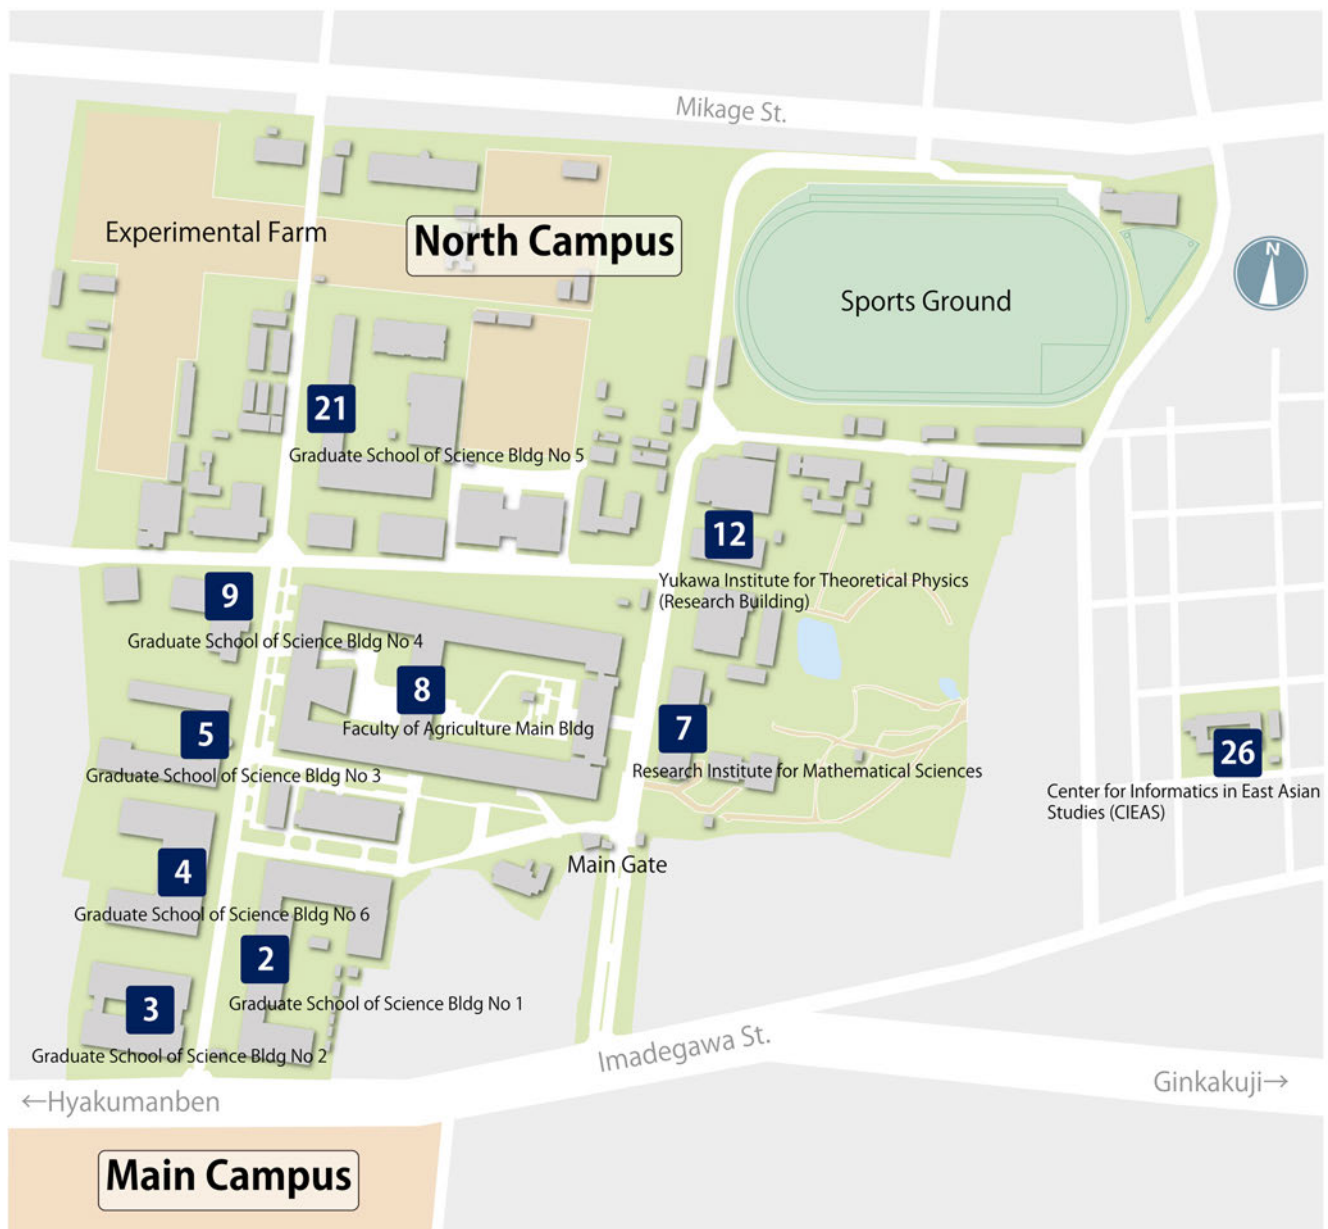 Mikage St.
Experimental Farm
North Campus
N
Sports Ground
21
Graduate School of Science Bldg No 5
12
Yukawa Institute for Theoretical Physics
(Research Building)
9
Graduate School of Science Bldg No 4
8
Faculty of Agriculture Main Bldg
5
Graduate School of Science Bldg No 3
7
Research Institute for Mathematical Sciences
26
Center for Informatics in East Asian
Studies (CIEAS)
Main Gate
4
Graduate School of Science Bldg No 6
2
Graduate School of Science Bldg No 1
3
Graduate School of Science Bldg No 2
Imadegawa St.
Ginkakuji→
←Hyakumanben
Main Campus